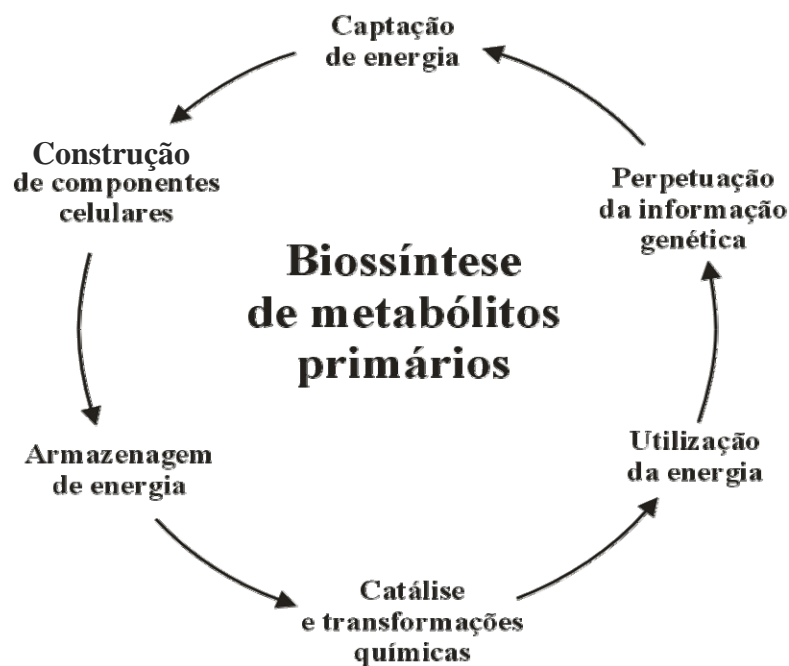 Captação
de energia
Construção
de componentes
celulares
Perpetuação
da informação
genética
Biossíntese
de metabólitos
primários
Armazenagem
de energia
Utilização
da energia
Catálise
e transformações
químicas